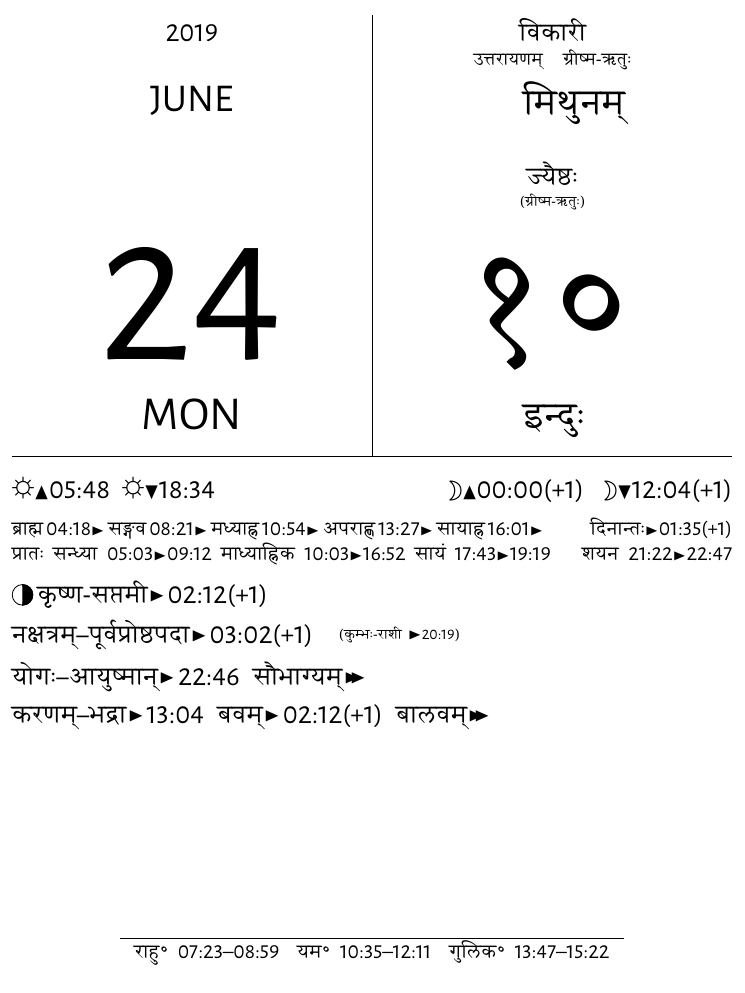 2019
JUNE
24
MON
विकारी
उत्तरायणम् ग्रीष्म-ऋतुः
मिथुनम्
ज्यैष्ठः
(ग्रीष्म-ऋतुः)
१०
इन्दुः
☼▲05:48 ☼▼18:34 ☽▲00:00(+1) ☽▼12:04(+1)
ब्राह्म 04:18► सङ्गव 08:21► मध्याह्न 10:54► अपराह्ण 13:27► सायाह्न 16:01► दिनान्तः►01:35(+1)
प्रातः सन्ध्या 05:03►09:12 माध्याह्निक 10:03►16:52 सायं 17:43►19:19 शयन 21:22►22:47
◑ कृष्ण-सप्तमी► 02:12(+1)
नक्षत्रम्–पूर्वप्रोष्ठपदा► 03:02(+1) (कुम्भः-राशी ►20:19)
योगः–आयुष्मान्► 22:46 सौभाग्यम्►►
करणम्–भद्रा► 13:04 बवम्► 02:12(+1) बालवम्►►
राहु॰ 07:23–08:59 यम॰ 10:35–12:11 गुलिक॰ 13:47–15:22